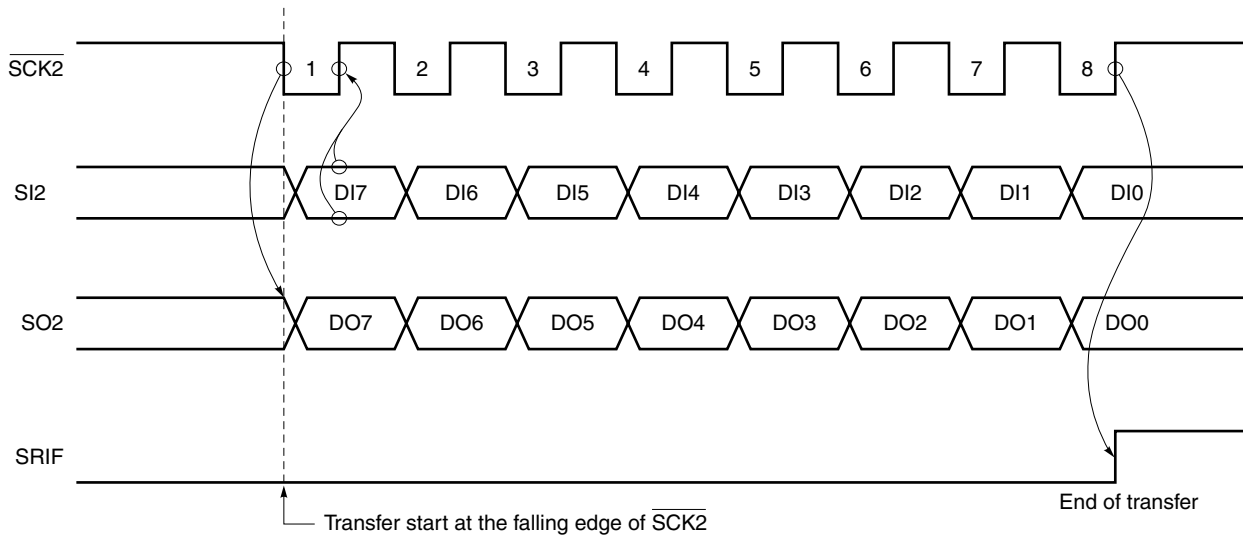 SCK2 1 2 3 4 5 6 7 8
SI2 DI7 DI6 DI5 DI4 DI3 DI2 DI1 DI0
SO2 DO7 DO6 DO5 DO4 DO3 DO2 DO1 DO0
SRIF
End of transfer
Transfer start at the falling edge of SCK2